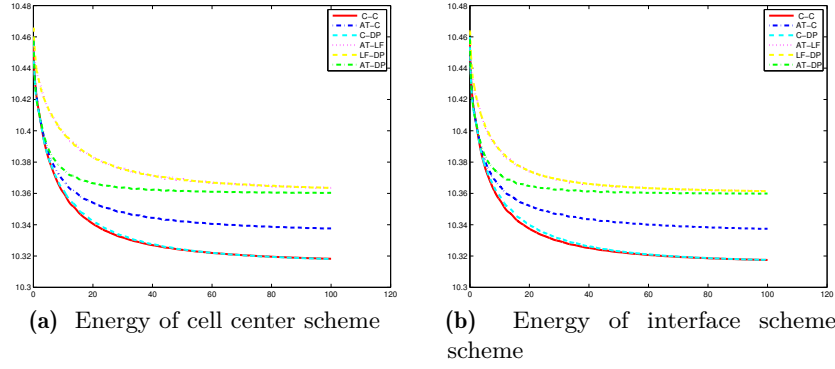 10.48
10.46
10.44
10.42
10.4
10.38
10.36
10.34
10.32
10.3
0 20 40 60 80 100 120
C−C
AT−C
C−DP
AT−LF
LF−DP
AT−DP
(a) Energy of cell center scheme
10.48
10.46
10.44
10.42
10.4
10.38
10.36
10.34
10.32
10.3
0 20 40 60 80 100 120
C−C
AT−C
C−DP
AT−LF
LF−DP
AT−DP
(b) Energy of interface scheme
scheme